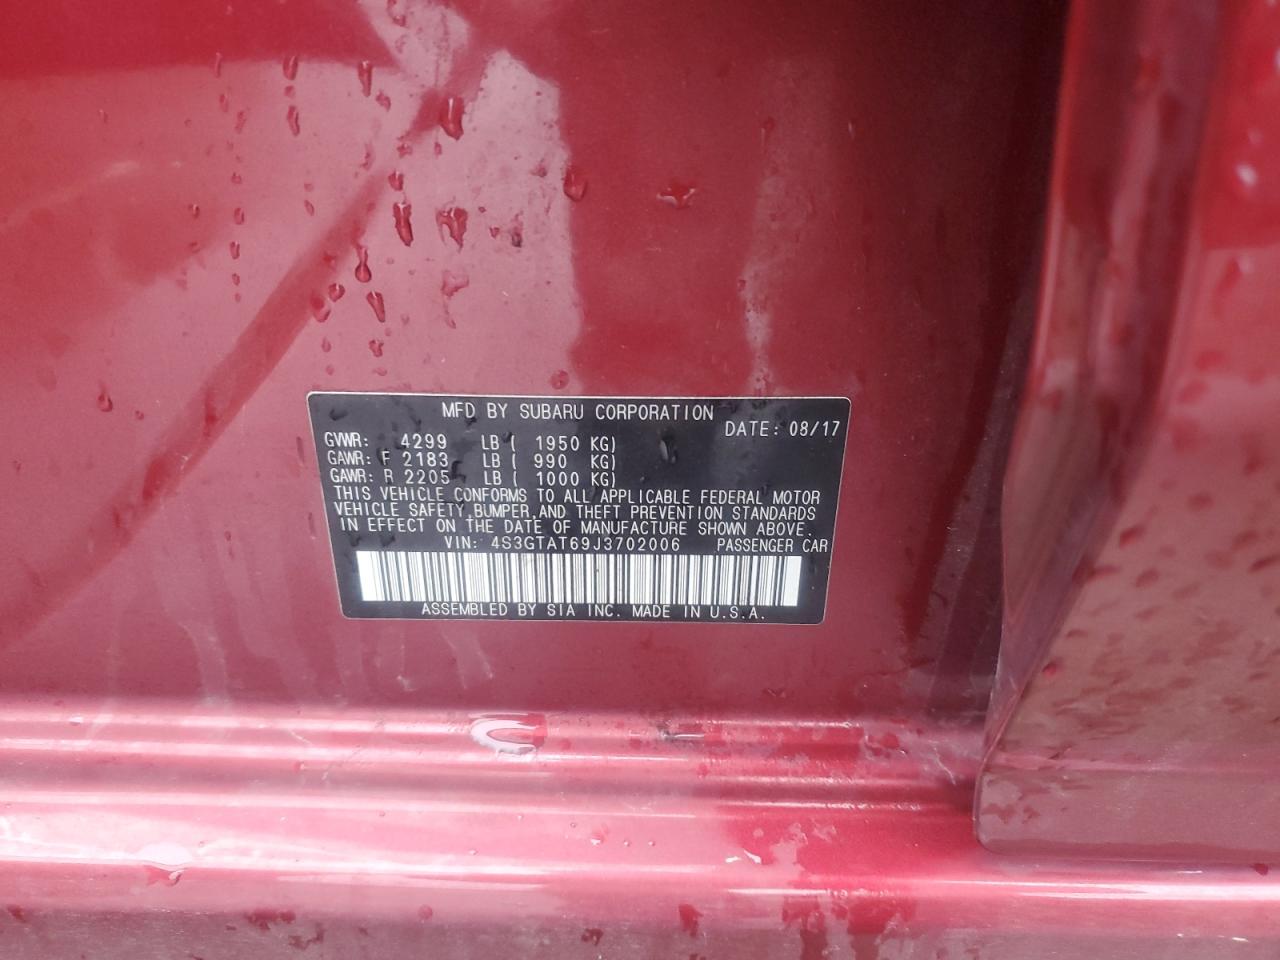 MFD BY SUBARU CORPORATION
DATE: 08/17
GVWR: 4299 LB ( 1950 KG)
GAWR: F 2183 LB ( 990 KG)
GAWR: R 2205 LB ( 1000 KG)
THIS VEHICLE CONFORMS TO ALL APPLICABLE FEDERAL MOTOR
VEHICLE SAFETY,BUMPER,AND THEFT PREVENTION STANDARDS
IN EFFECT ON THE DATE OF MANUFACTURE SHOWN ABOVE.
VIN: 4S3GTAT69J3702006 PASSENGER CAR
ASSEMBLED BY SIA INC. MADE IN U.S.A.